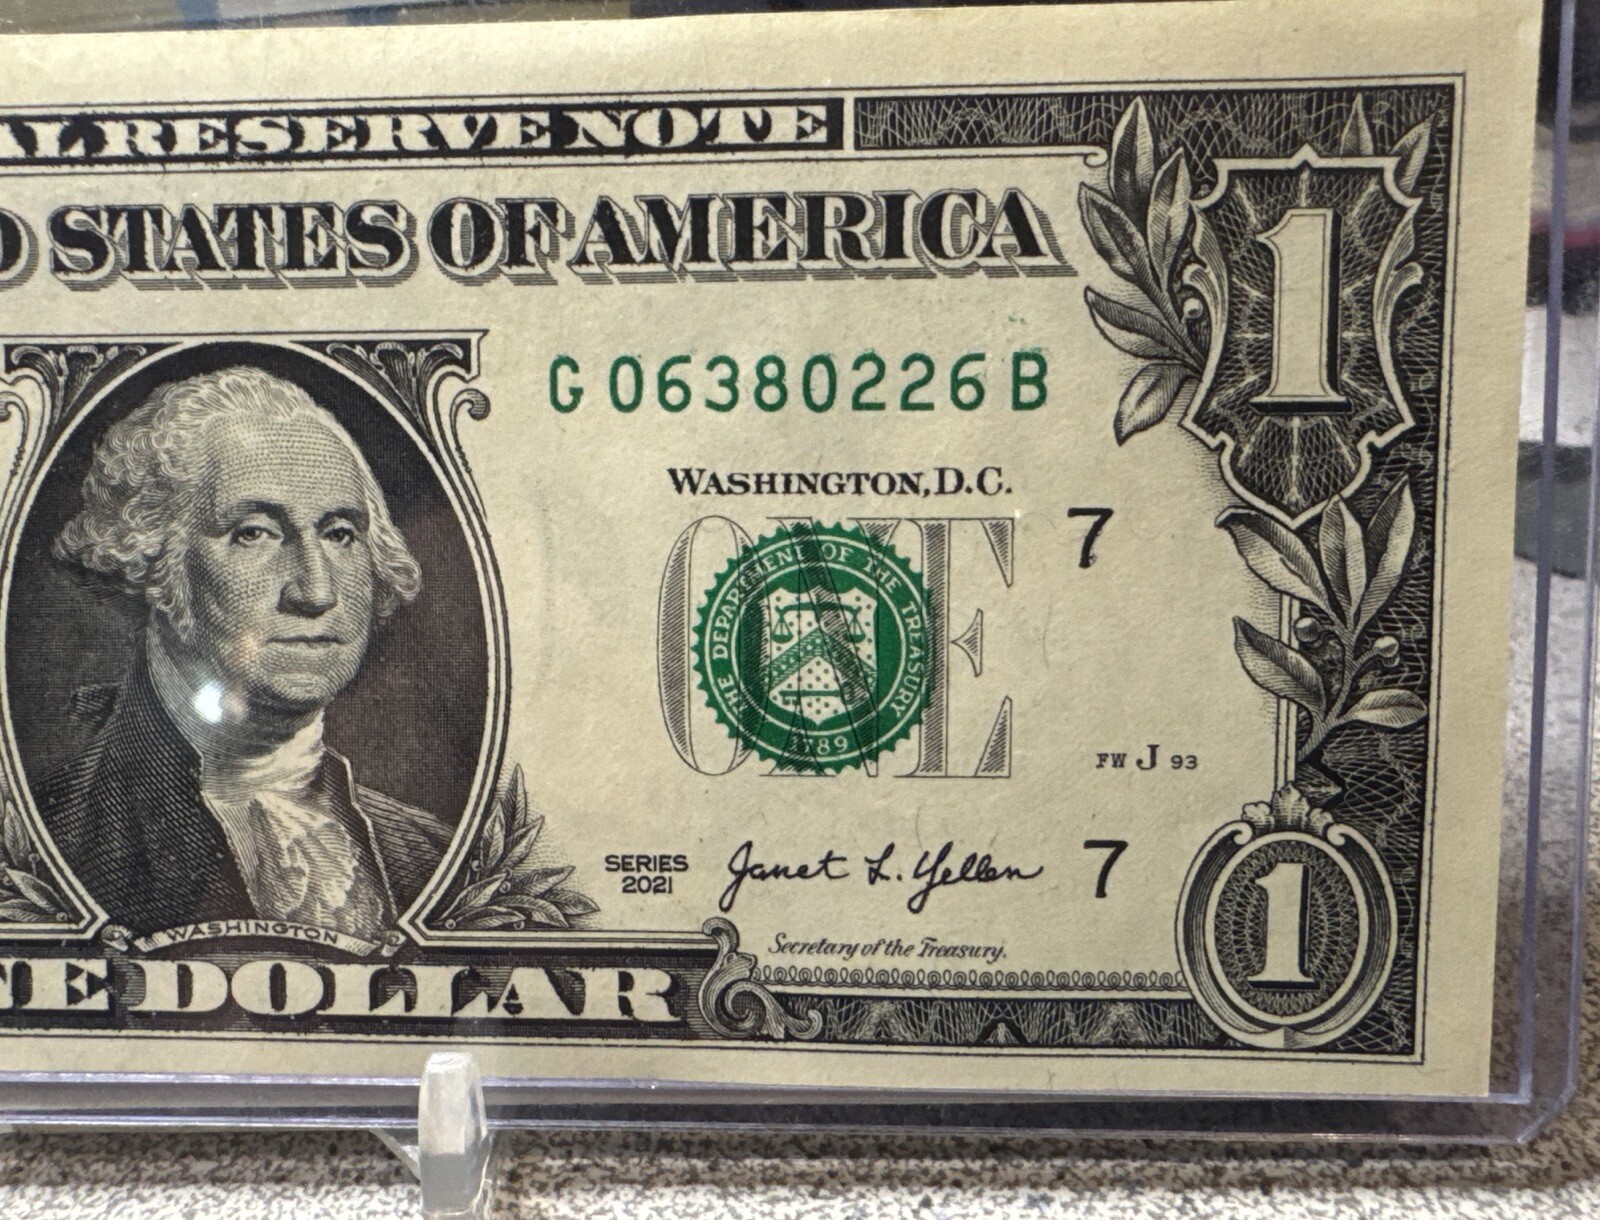 AL RESERVE NOTE
D STATES OF AMERICA
1
G 06380226 B
WASHINGTON, D.C.
ONE
7
THE DEPARTMENT OF THE TREASURY
1789
FW J 93
SERIES
2021
Janet L. Yellen
7
1
WASHINGTON
Secretary of the Treasury.
E DOLLAR